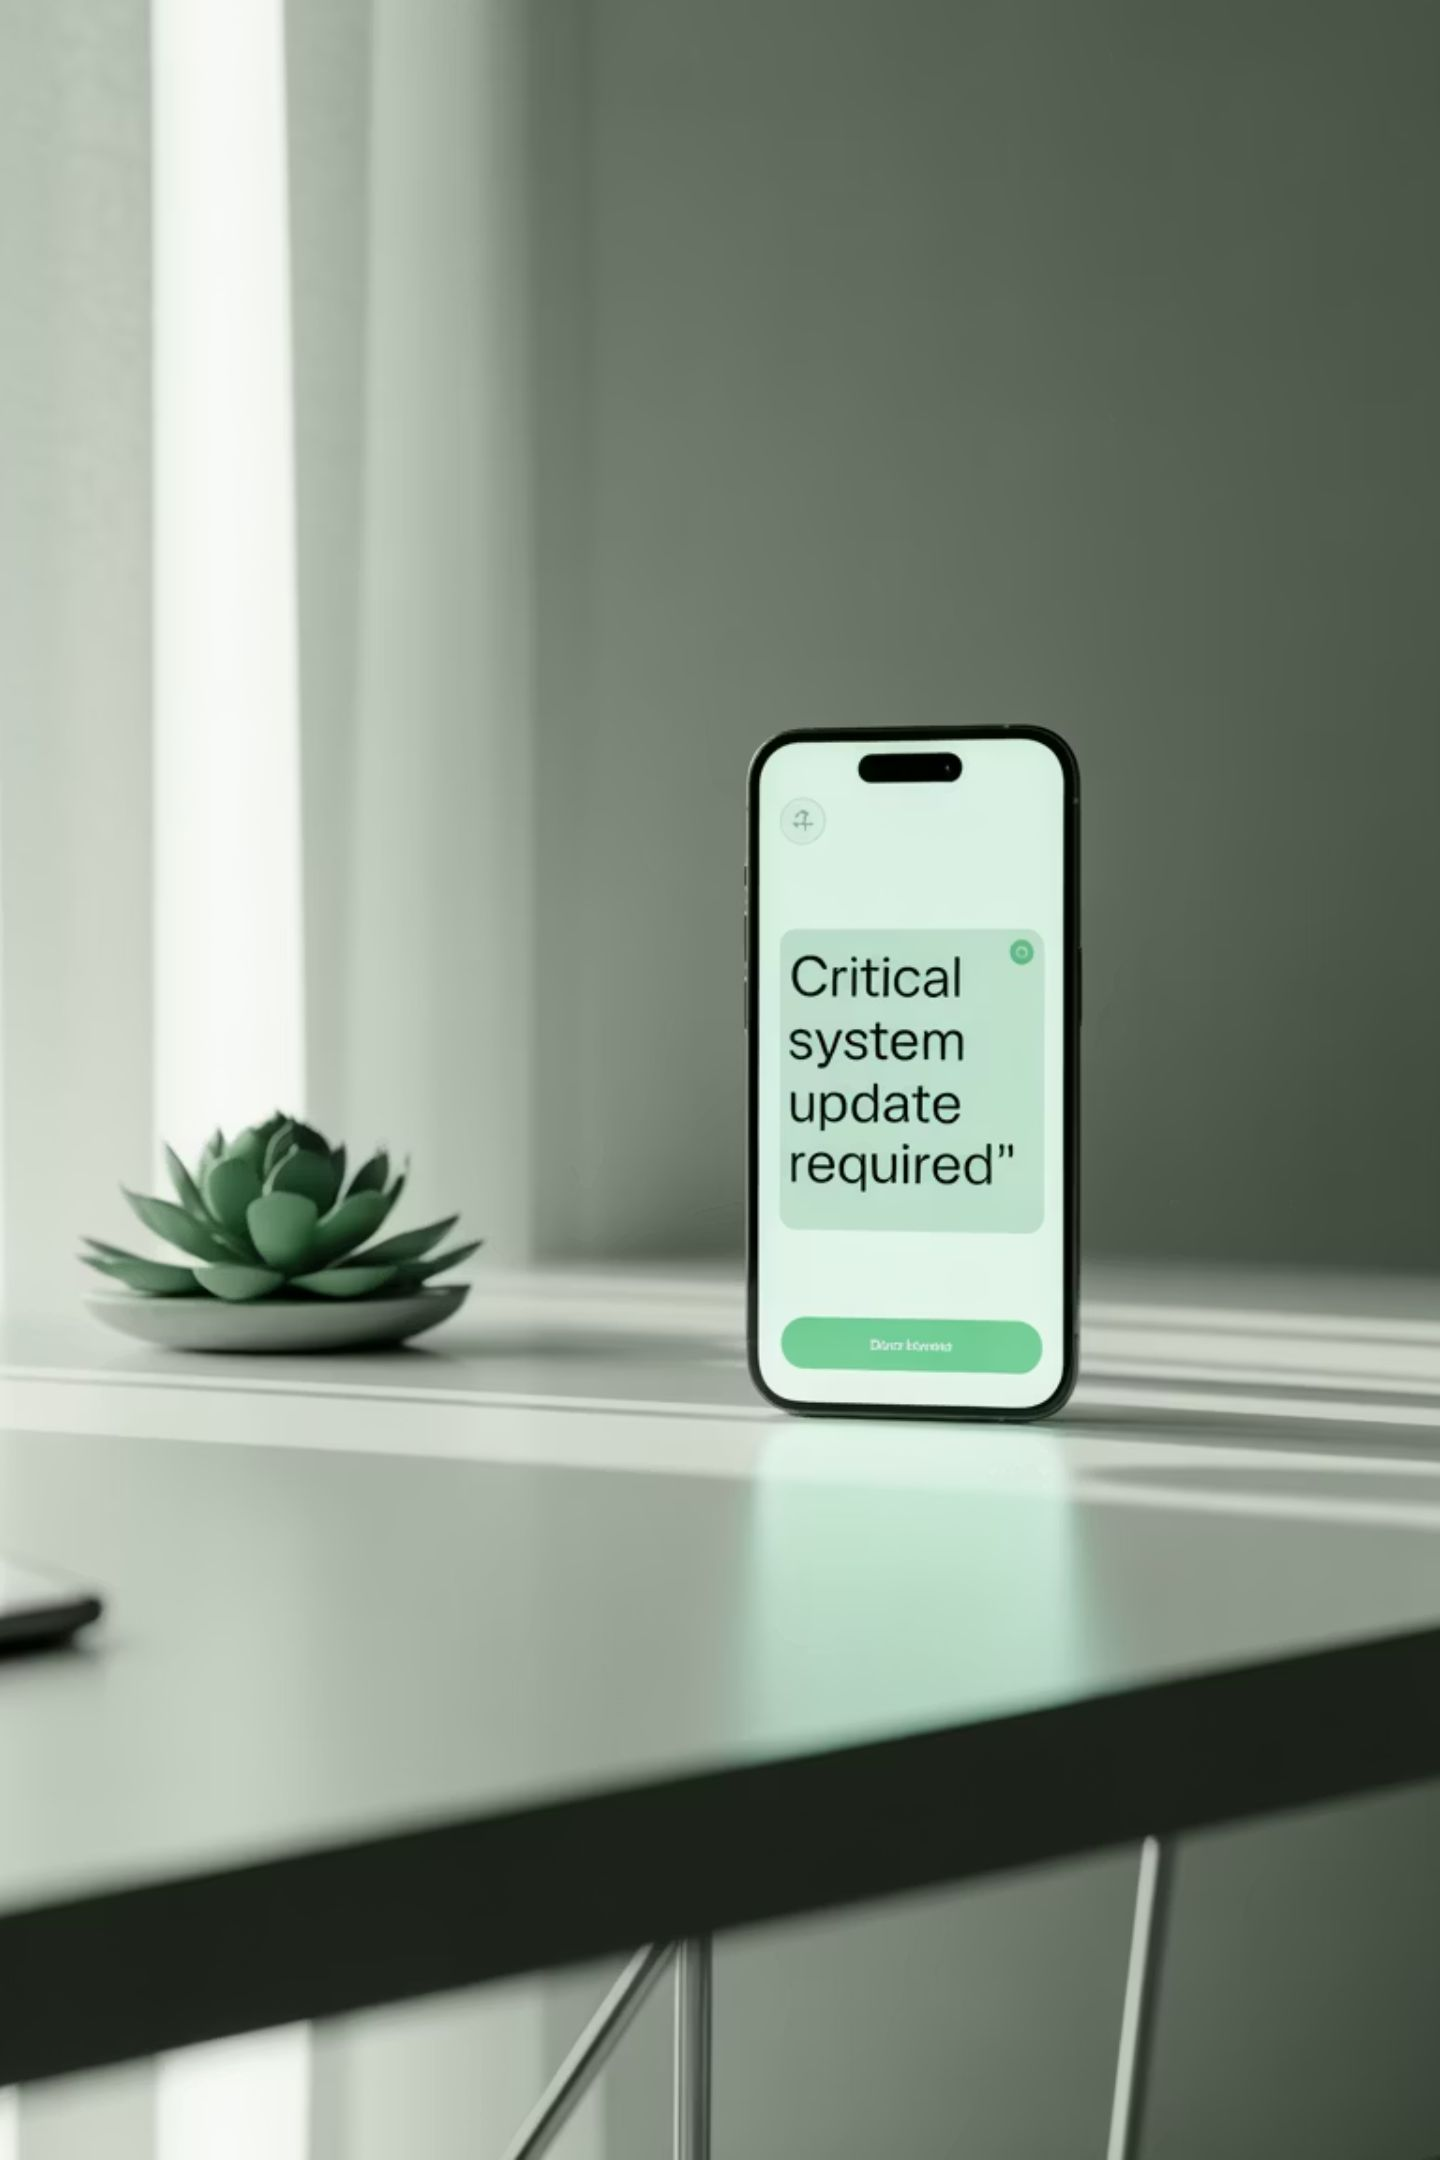 Critical
system
update
required”